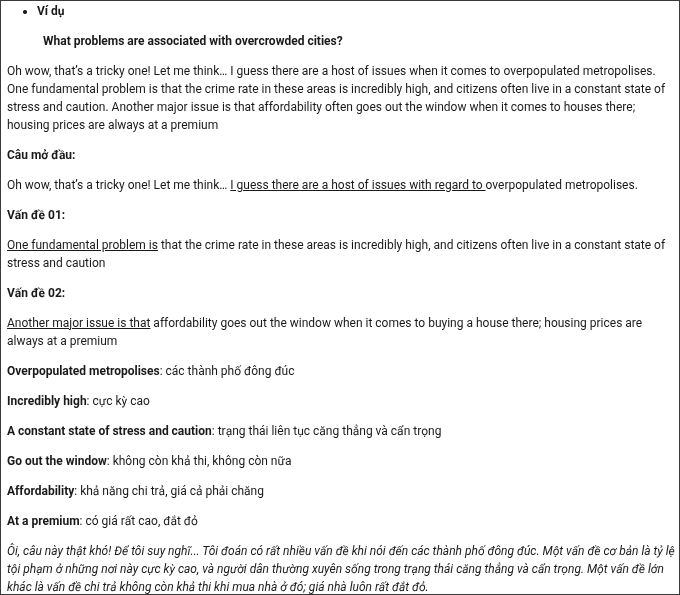 Ví dụ
What problems are associated with overcrowded cities?
Oh wow, that's a tricky one! Let me think… I guess there are a host of issues when it comes to overpopulated metropolises.
One fundamental problem is that the crime rate in these areas is incredibly high, and citizens often live in a constant state of
stress and caution. Another major issue is that affordability often goes out the window when it comes to houses there;
housing prices are always at a premium
Câu mở đầu:
Oh wow, that's a tricky one! Let me think… I guess there are a host of issues with regard to overpopulated metropolises.
Vấn đề 01:
One fundamental problem is that the crime rate in these areas is incredibly high, and citizens often live in a constant state of
stress and caution
Vấn đề 02:
Another major issue is that affordability goes out the window when it comes to buying a house there; housing prices are
always at a premium
Overpopulated metropolises: các thành phố đông đúc
Incredibly high: cực kỳ cao
A constant state of stress and caution: trạng thái liên tục căng thẳng và cẩn trọng
Go out the window: không còn khả thi, không còn nữa
Affordability: khả năng chi trả, giá cả phải chăng
At a premium: có giá rất cao, đắt đỏ
Ôi, câu này thật khó! Để tôi suy nghĩ... Tôi đoán có rất nhiều vấn đề khi nói đến các thành phố đông đúc. Một vấn đề cơ bản là tỷ lệ
tội phạm ở những nơi này cực kỳ cao, và người dân thường xuyên sống trong trạng thái căng thẳng và cẩn trọng. Một vấn đề lớn
khác là vấn đề chi trả không còn khả thi khi mua nhà ở đó; giá nhà luôn rất đắt đỏ.